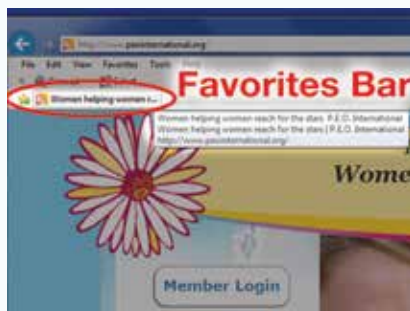 http://www.peointernational.org
File Edit View Favorites Tools Help
Favorites Bar
Women helping women r...
Women helping women reach for the stars P.E.O. International
Women helping women reach for the stars | P.E.O. International
http://www.peointernational.org/
Wome
Member Login